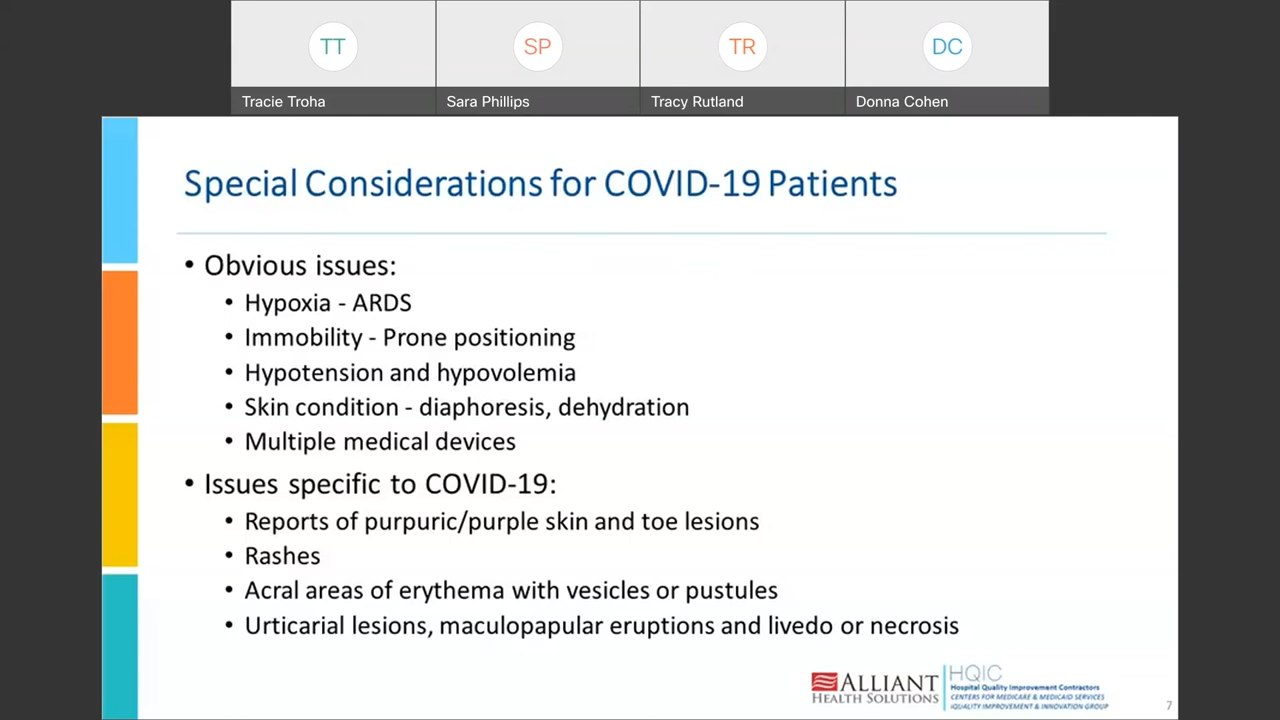 TT
SP
TR
DC
Tracie Troha
Sara Phillips
Tracy Rutland
Donna Cohen
Special Considerations for COVID-19 Patients
• Obvious issues:
• Hypoxia - ARDS
• Immobility - Prone positioning
• Hypotension and hypovolemia
• Skin condition - diaphoresis, dehydration
• Multiple medical devices
• Issues specific to COVID-19:
• Reports of purpuric/purple skin and toe lesions
• Rashes
• Acral areas of erythema with vesicles or pustules
• Urticarial lesions, maculopapular eruptions and livedo or necrosis
ALLIANT
HEALTH SOLUTIONS
HQIC
Hospital Quality Improvement Contractors
CENTERS FOR MEDICARE & MEDICAID SERVICES
iQUALITY IMPROVEMENT & INNOVATION GROUP
7